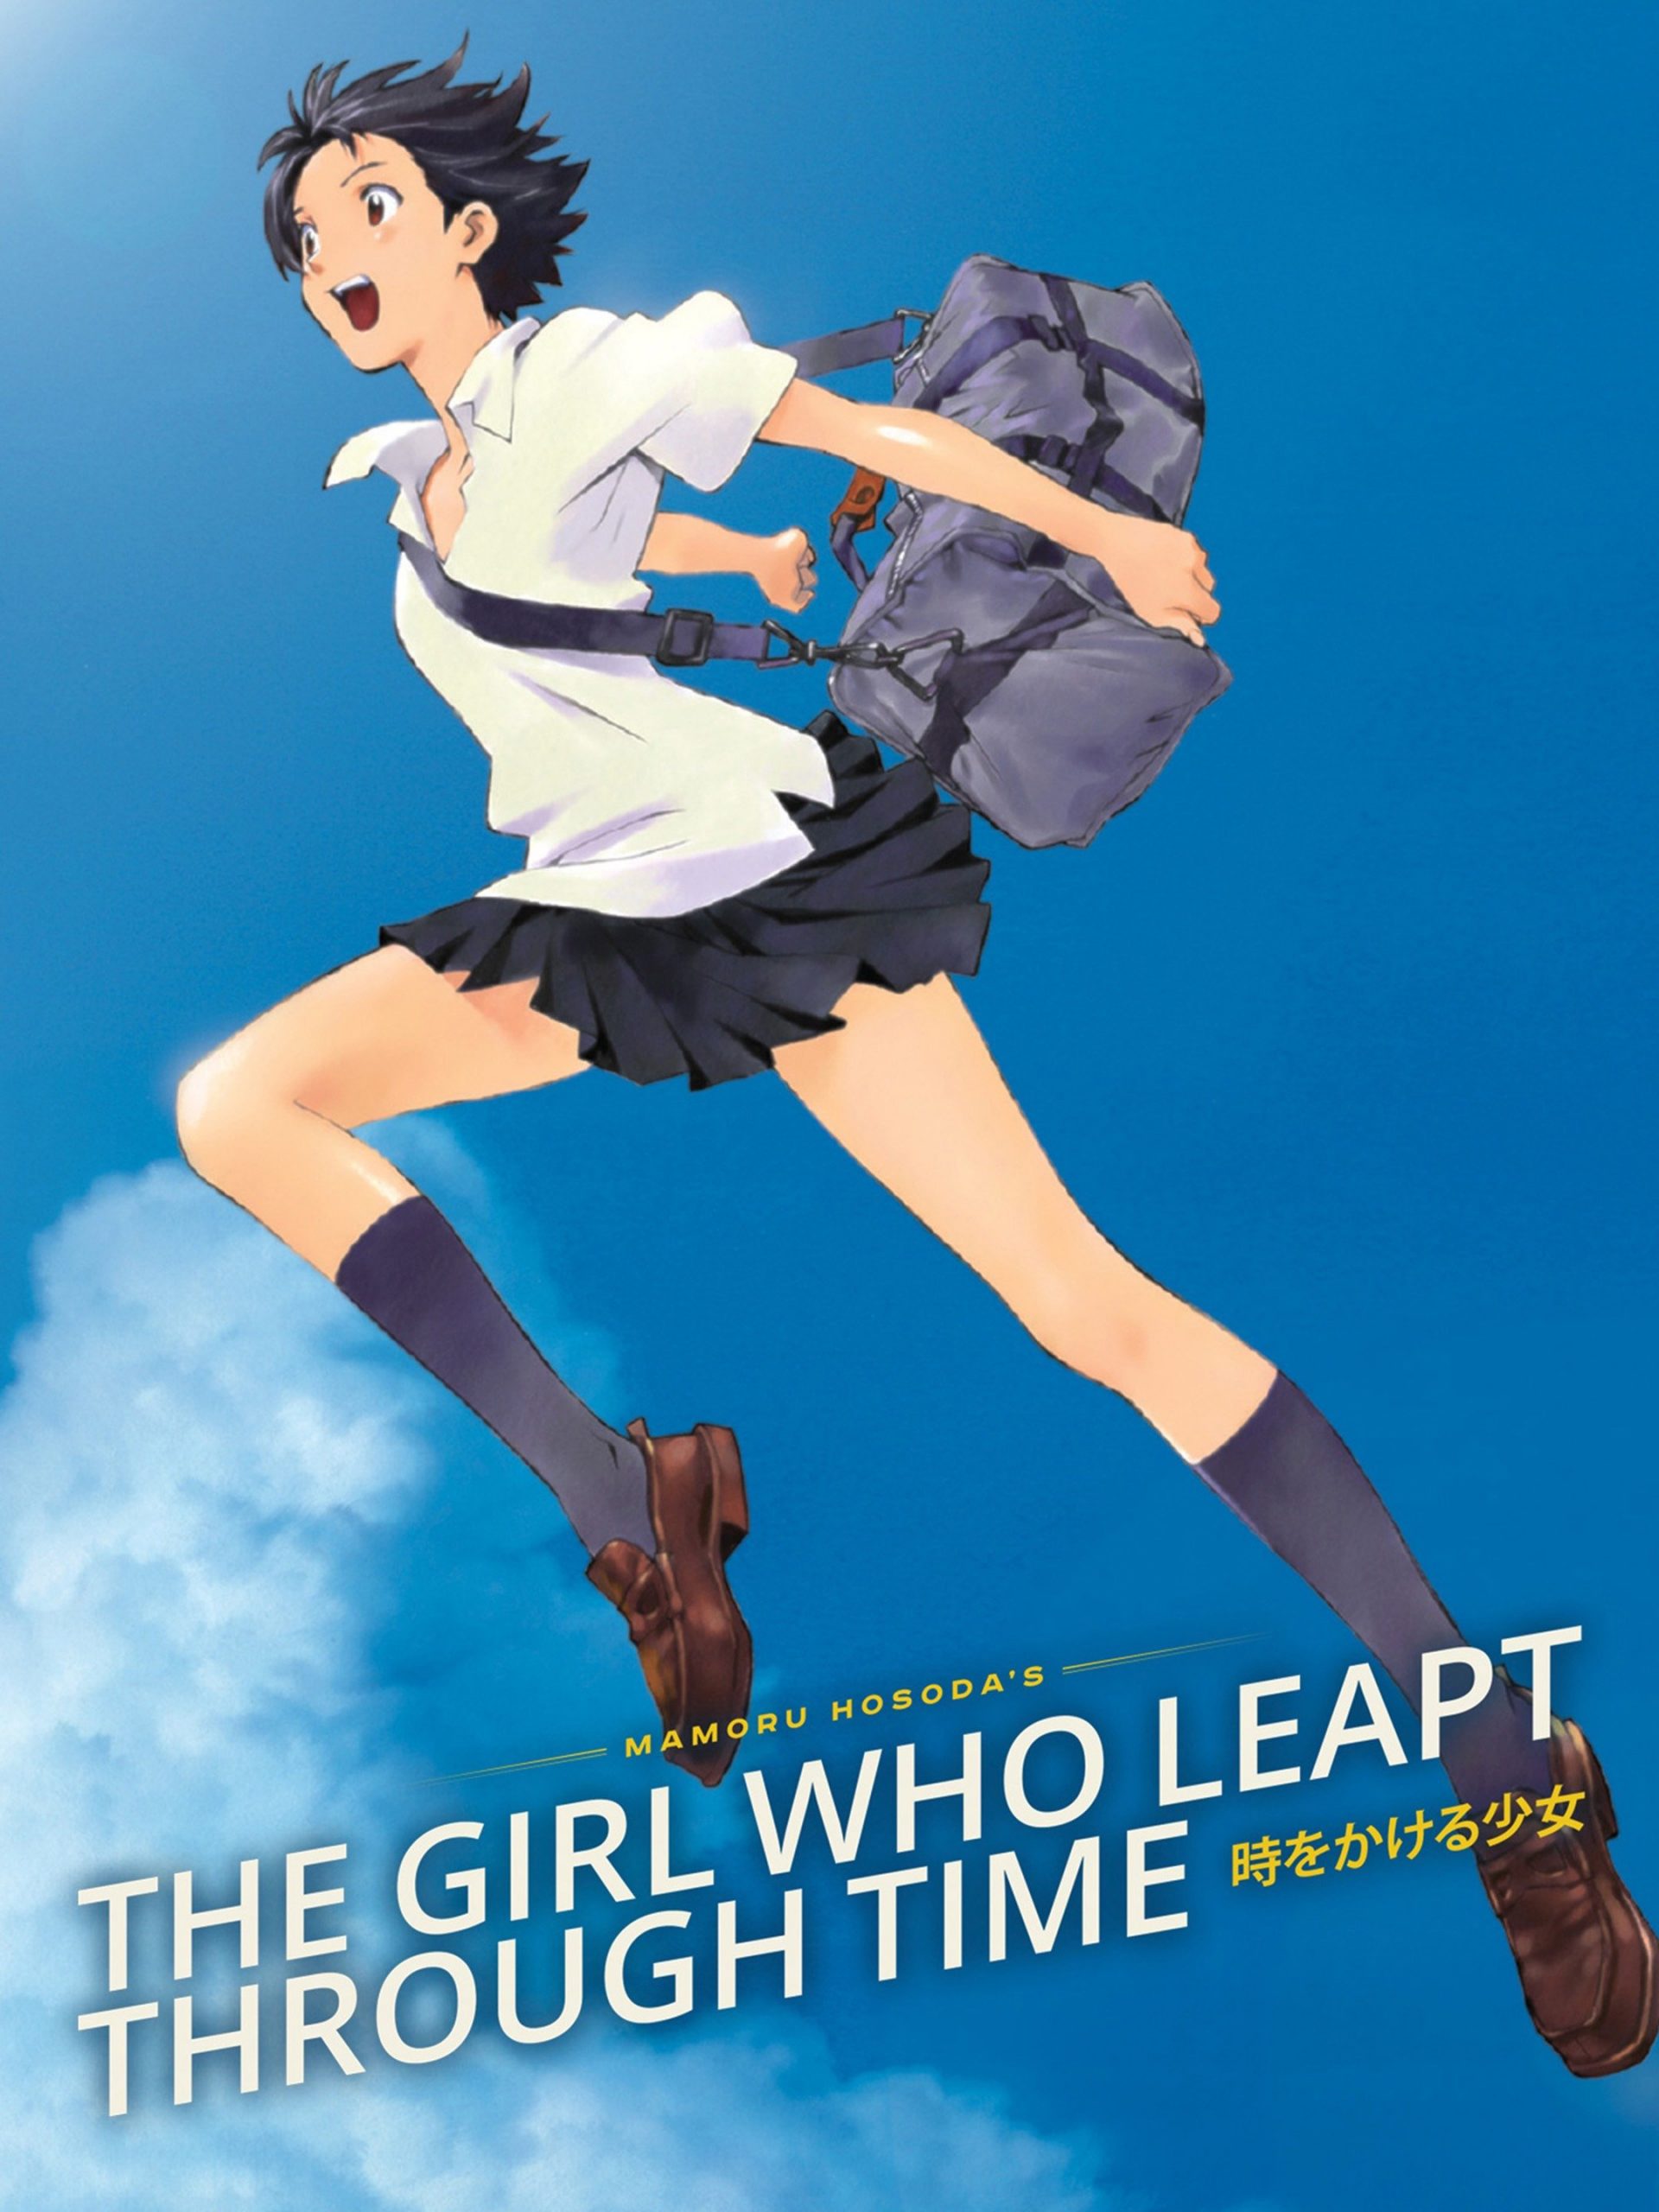 MAMORU HOSODA'S
THE GIRL WHO LEAPT
THROUGH TIME
時をかける少女